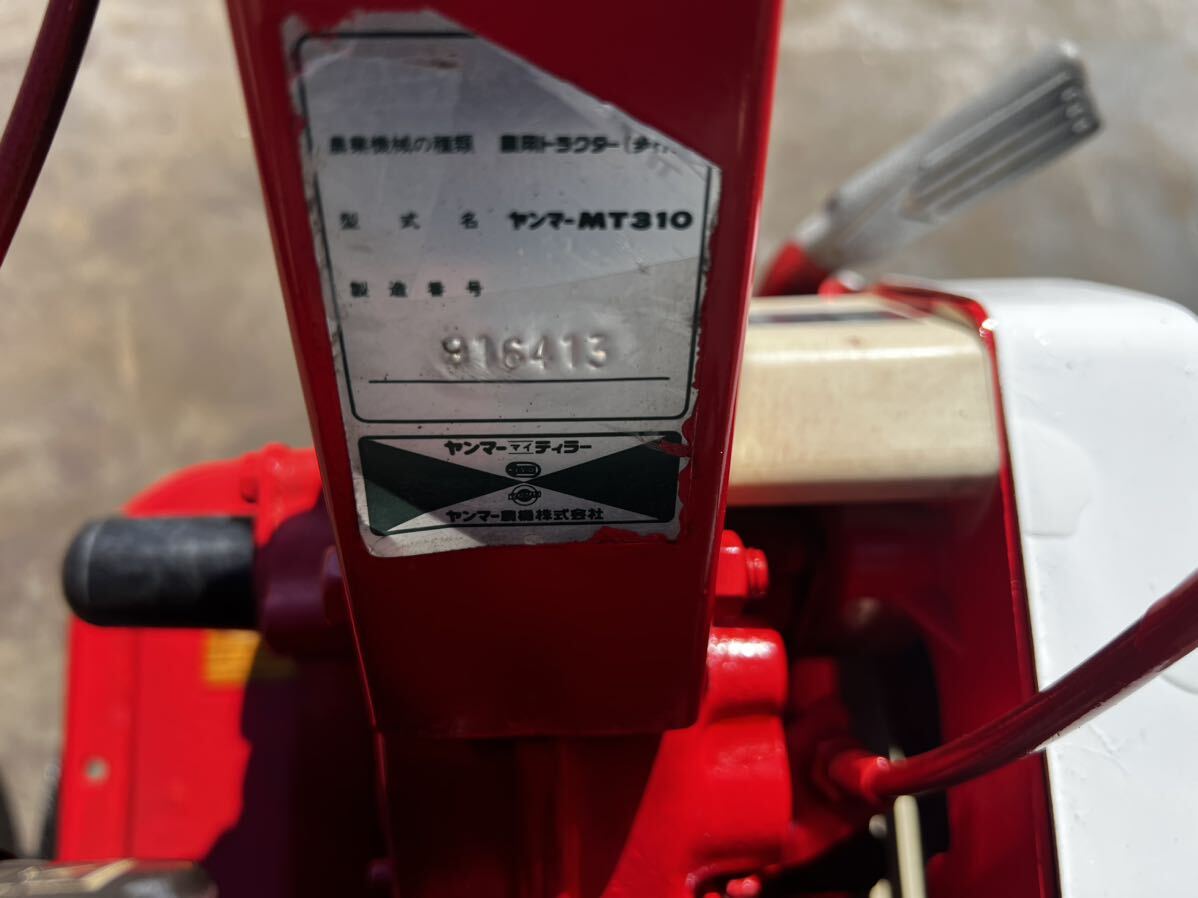 農業機械の種類 農用トラクター(歩行
型式名 ヤンマーMT310
製造番号
916413
ヤンマーマイティラー
ヤンマー農機株式会社